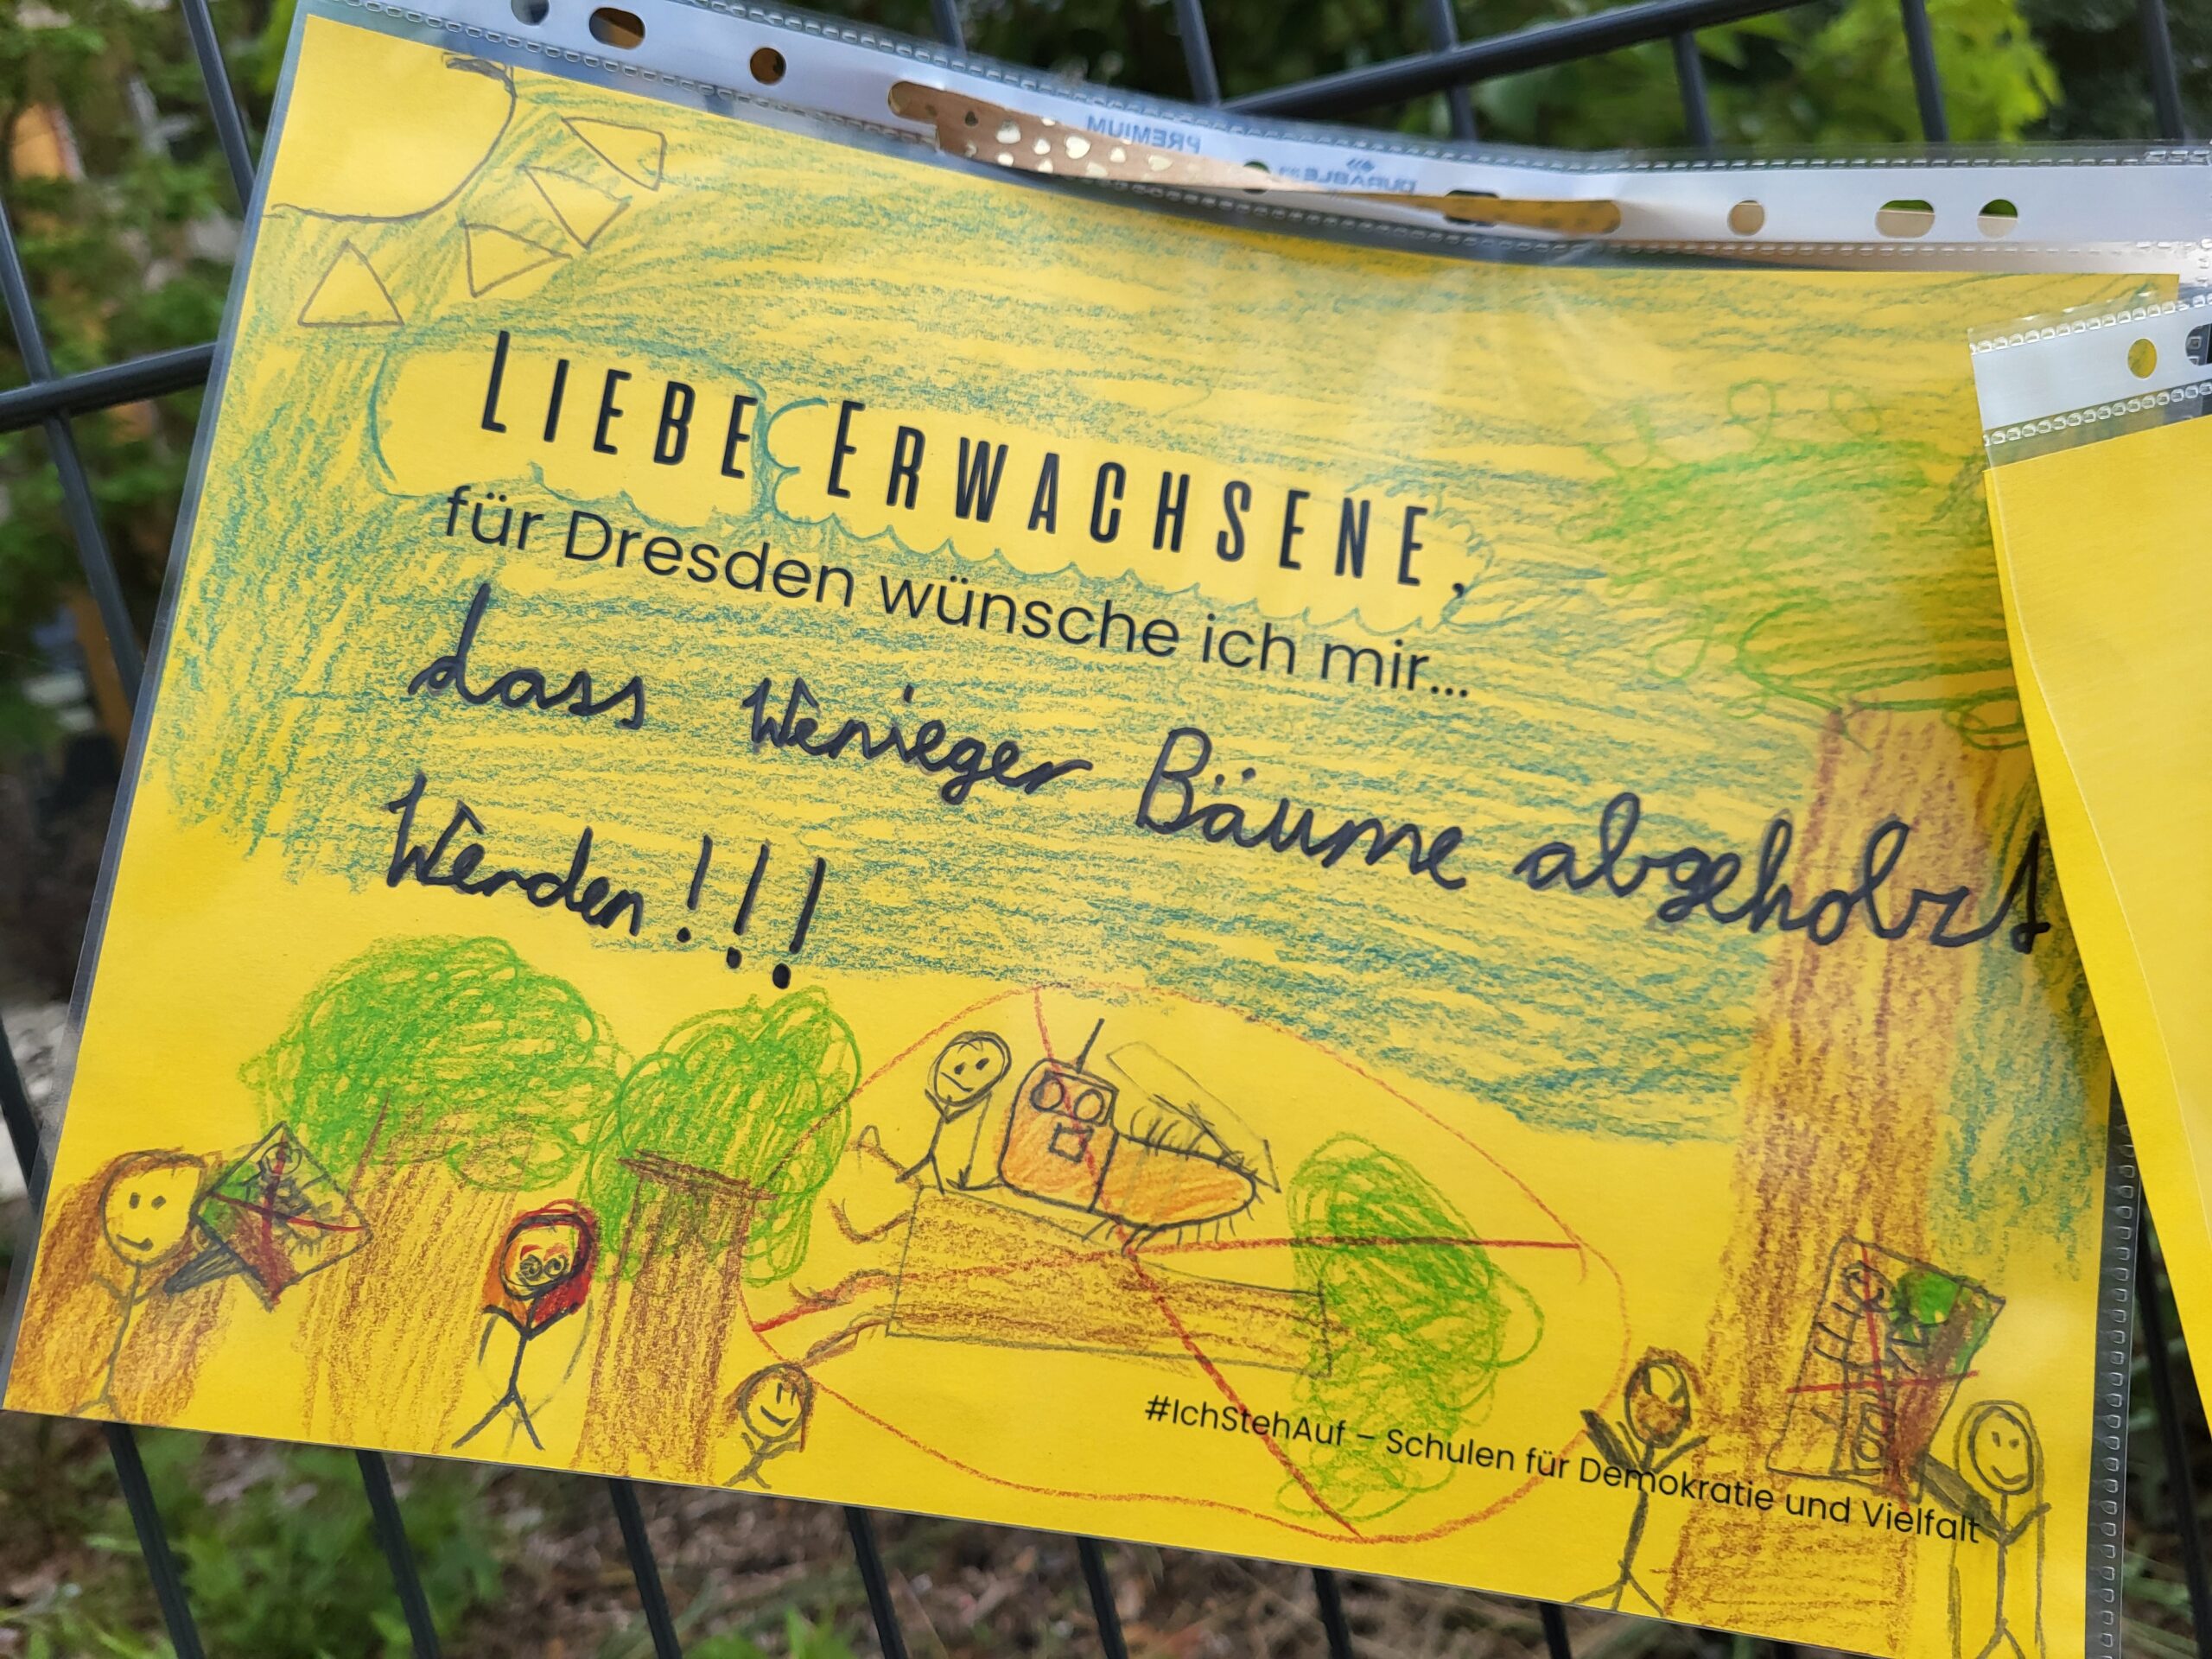 PREMIUM
DURABLE
LIEBE ERWACHSENE,
für Dresden wünsche ich mir...
dass Wenieger Bäume abgeholzt
Werden!!!
#IchStehAuf – Schulen für Demokratie und Vielfalt